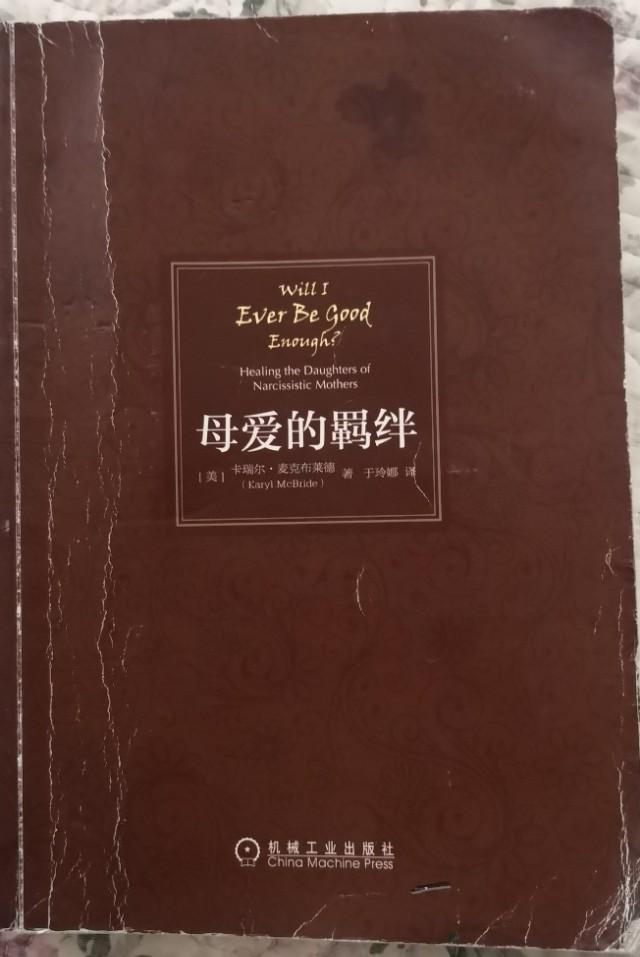 Will I
Ever Be Good
Enough?
Healing the Daughters of
Narcissistic Mothers
母爱的羁绊
[美] 卡瑞尔·麦克布莱德 著 于玲娜 译
(Karyl McBride)
机械工业出版社
China Machine Press